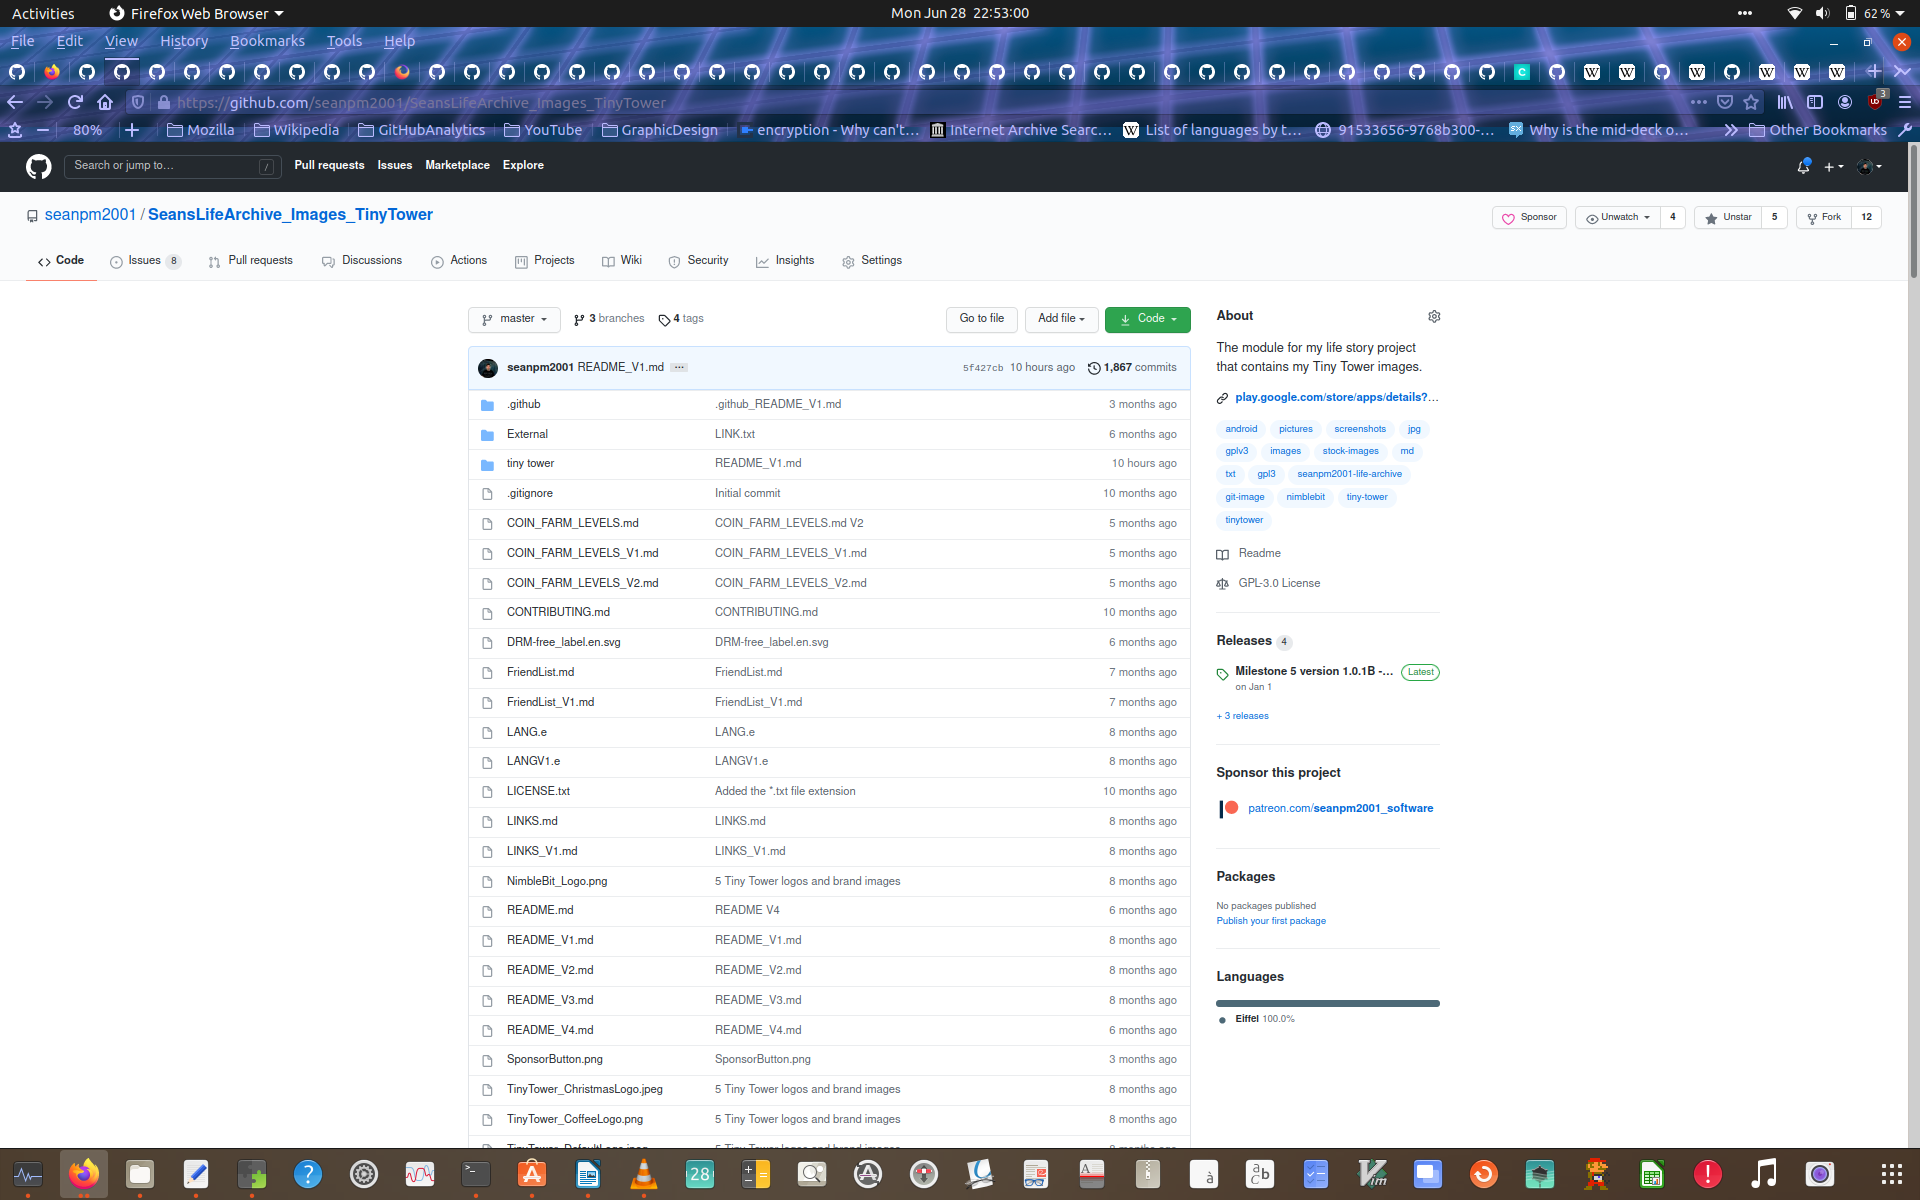 Activities Firefox Web Browser Mon Jun 28 22:53:00 62 %
File Edit View History Bookmarks Tools Help
https://github.com/seanpm2001/SeansLifeArchive_Images_TinyTower 3
80% Mozilla Wikipedia GitHubAnalytics YouTube GraphicDesign encryption - Why can't… Internet Archive Searc… List of languages by t… 91533656-9768b300-… Why is the mid-deck o… Other Bookmarks
Search or jump to… / Pull requests Issues Marketplace Explore
seanpm2001 / SeansLifeArchive_Images_TinyTower Sponsor Unwatch 4 Unstar 5 Fork 12
Code Issues 8 Pull requests Discussions Actions Projects Wiki Security Insights Settings
master 3 branches 4 tags Go to file Add file Code
seanpm2001 README_V1.md … 5f427cb 10 hours ago 1,867 commits
.github .github_README_V1.md 3 months ago
External LINK.txt 6 months ago
tiny tower README_V1.md 10 hours ago
.gitignore Initial commit 10 months ago
COIN_FARM_LEVELS.md COIN_FARM_LEVELS.md V2 5 months ago
COIN_FARM_LEVELS_V1.md COIN_FARM_LEVELS_V1.md 5 months ago
COIN_FARM_LEVELS_V2.md COIN_FARM_LEVELS_V2.md 5 months ago
CONTRIBUTING.md CONTRIBUTING.md 10 months ago
DRM-free_label.en.svg DRM-free_label.en.svg 6 months ago
FriendList.md FriendList.md 7 months ago
FriendList_V1.md FriendList_V1.md 7 months ago
LANG.e LANG.e 8 months ago
LANGV1.e LANGV1.e 8 months ago
LICENSE.txt Added the *.txt file extension 10 months ago
LINKS.md LINKS.md 8 months ago
LINKS_V1.md LINKS_V1.md 8 months ago
NimbleBit_Logo.png 5 Tiny Tower logos and brand images 8 months ago
README.md README V4 6 months ago
README_V1.md README_V1.md 8 months ago
README_V2.md README_V2.md 8 months ago
README_V3.md README_V3.md 8 months ago
README_V4.md README_V4.md 6 months ago
SponsorButton.png SponsorButton.png 3 months ago
TinyTower_ChristmasLogo.jpeg 5 Tiny Tower logos and brand images 8 months ago
TinyTower_CoffeeLogo.png 5 Tiny Tower logos and brand images 8 months ago
About
The module for my life story project
that contains my Tiny Tower images.
play.google.com/store/apps/details?…
android pictures screenshots jpg
gplv3 images stock-images md
txt gpl3 seanpm2001-life-archive
git-image nimblebit tiny-tower
tinytower
Readme
GPL-3.0 License
Releases 4
Milestone 5 version 1.0.1B -… Latest
on Jan 1
+ 3 releases
Sponsor this project
patreon.com/seanpm2001_software
Packages
No packages published
Publish your first package
Languages
Eiffel 100.0%
28